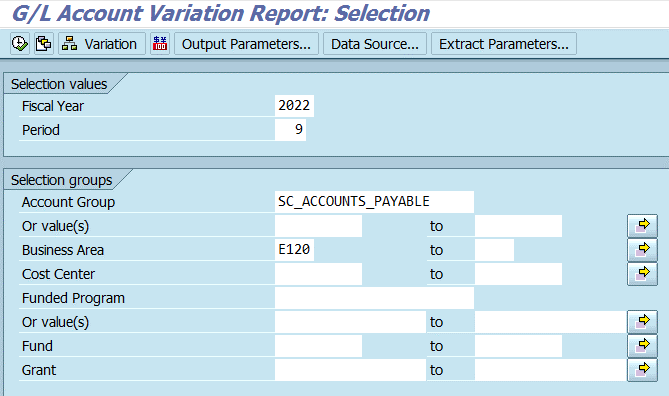 G/L Account Variation Report: Selection
Variation Output Parameters... Data Source... Extract Parameters...
Selection values
Fiscal Year 2022
Period 9
Selection groups
Account Group SC_ACCOUNTS_PAYABLE
Or value(s) to
Business Area E120 to
Cost Center to
Funded Program
Or value(s) to
Fund to
Grant to